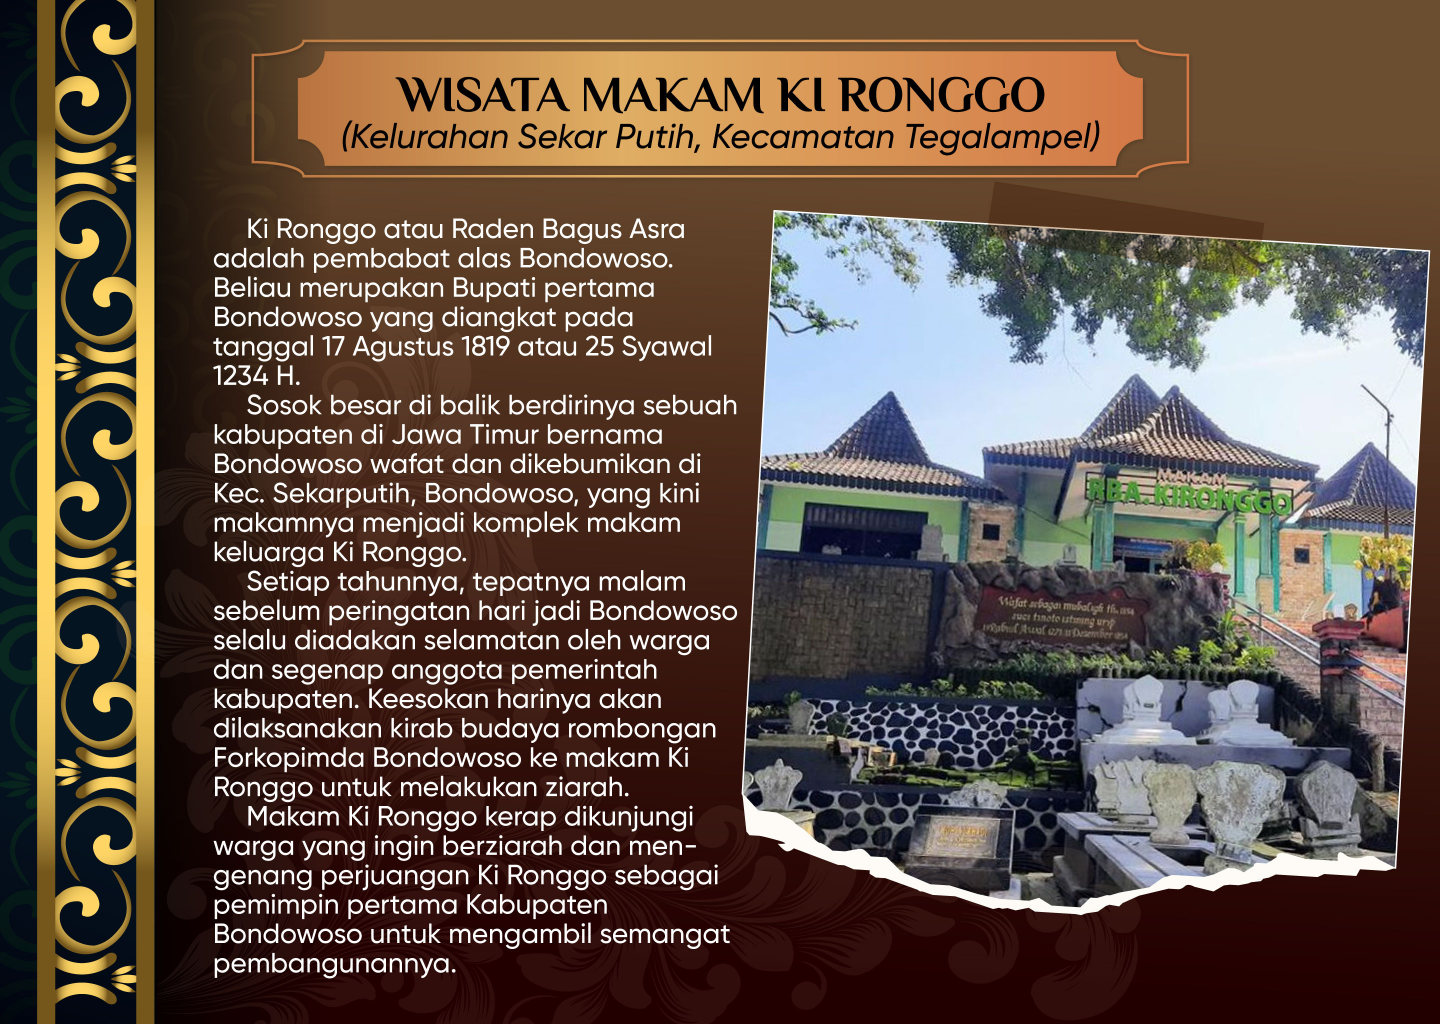 WISATA MAKAM KI RONGGO
(Kelurahan Sekar Putih, Kecamatan Tegalampel)
Ki Ronggo atau Raden Bagus Asra
adalah pembabat alas Bondowoso.
Beliau merupakan Bupati pertama
Bondowoso yang diangkat pada
tanggal 17 Agustus 1819 atau 25 Syawal
1234 H.
Sosok besar di balik berdirinya sebuah
kabupaten di Jawa Timur bernama
Bondowoso wafat dan dikebumikan di
Kec. Sekarputih, Bondowoso, yang kini
makamnya menjadi komplek makam
keluarga Ki Ronggo.
Setiap tahunnya, tepatnya malam
sebelum peringatan hari jadi Bondowoso
selalu diadakan selamatan oleh warga
dan segenap anggota pemerintah
kabupaten. Keesokan harinya akan
dilaksanakan kirab budaya rombongan
Forkopimda Bondowoso ke makam Ki
Ronggo untuk melakukan ziarah.
Makam Ki Ronggo kerap dikunjungi
warga yang ingin berziarah dan men-
genang perjuangan Ki Ronggo sebagai
pemimpin pertama Kabupaten
Bondowoso untuk mengambil semangat
pembangunannya.
MAKAM
RBA. KIRONGGO
Wafat sebagai mubaligh Th. 1854